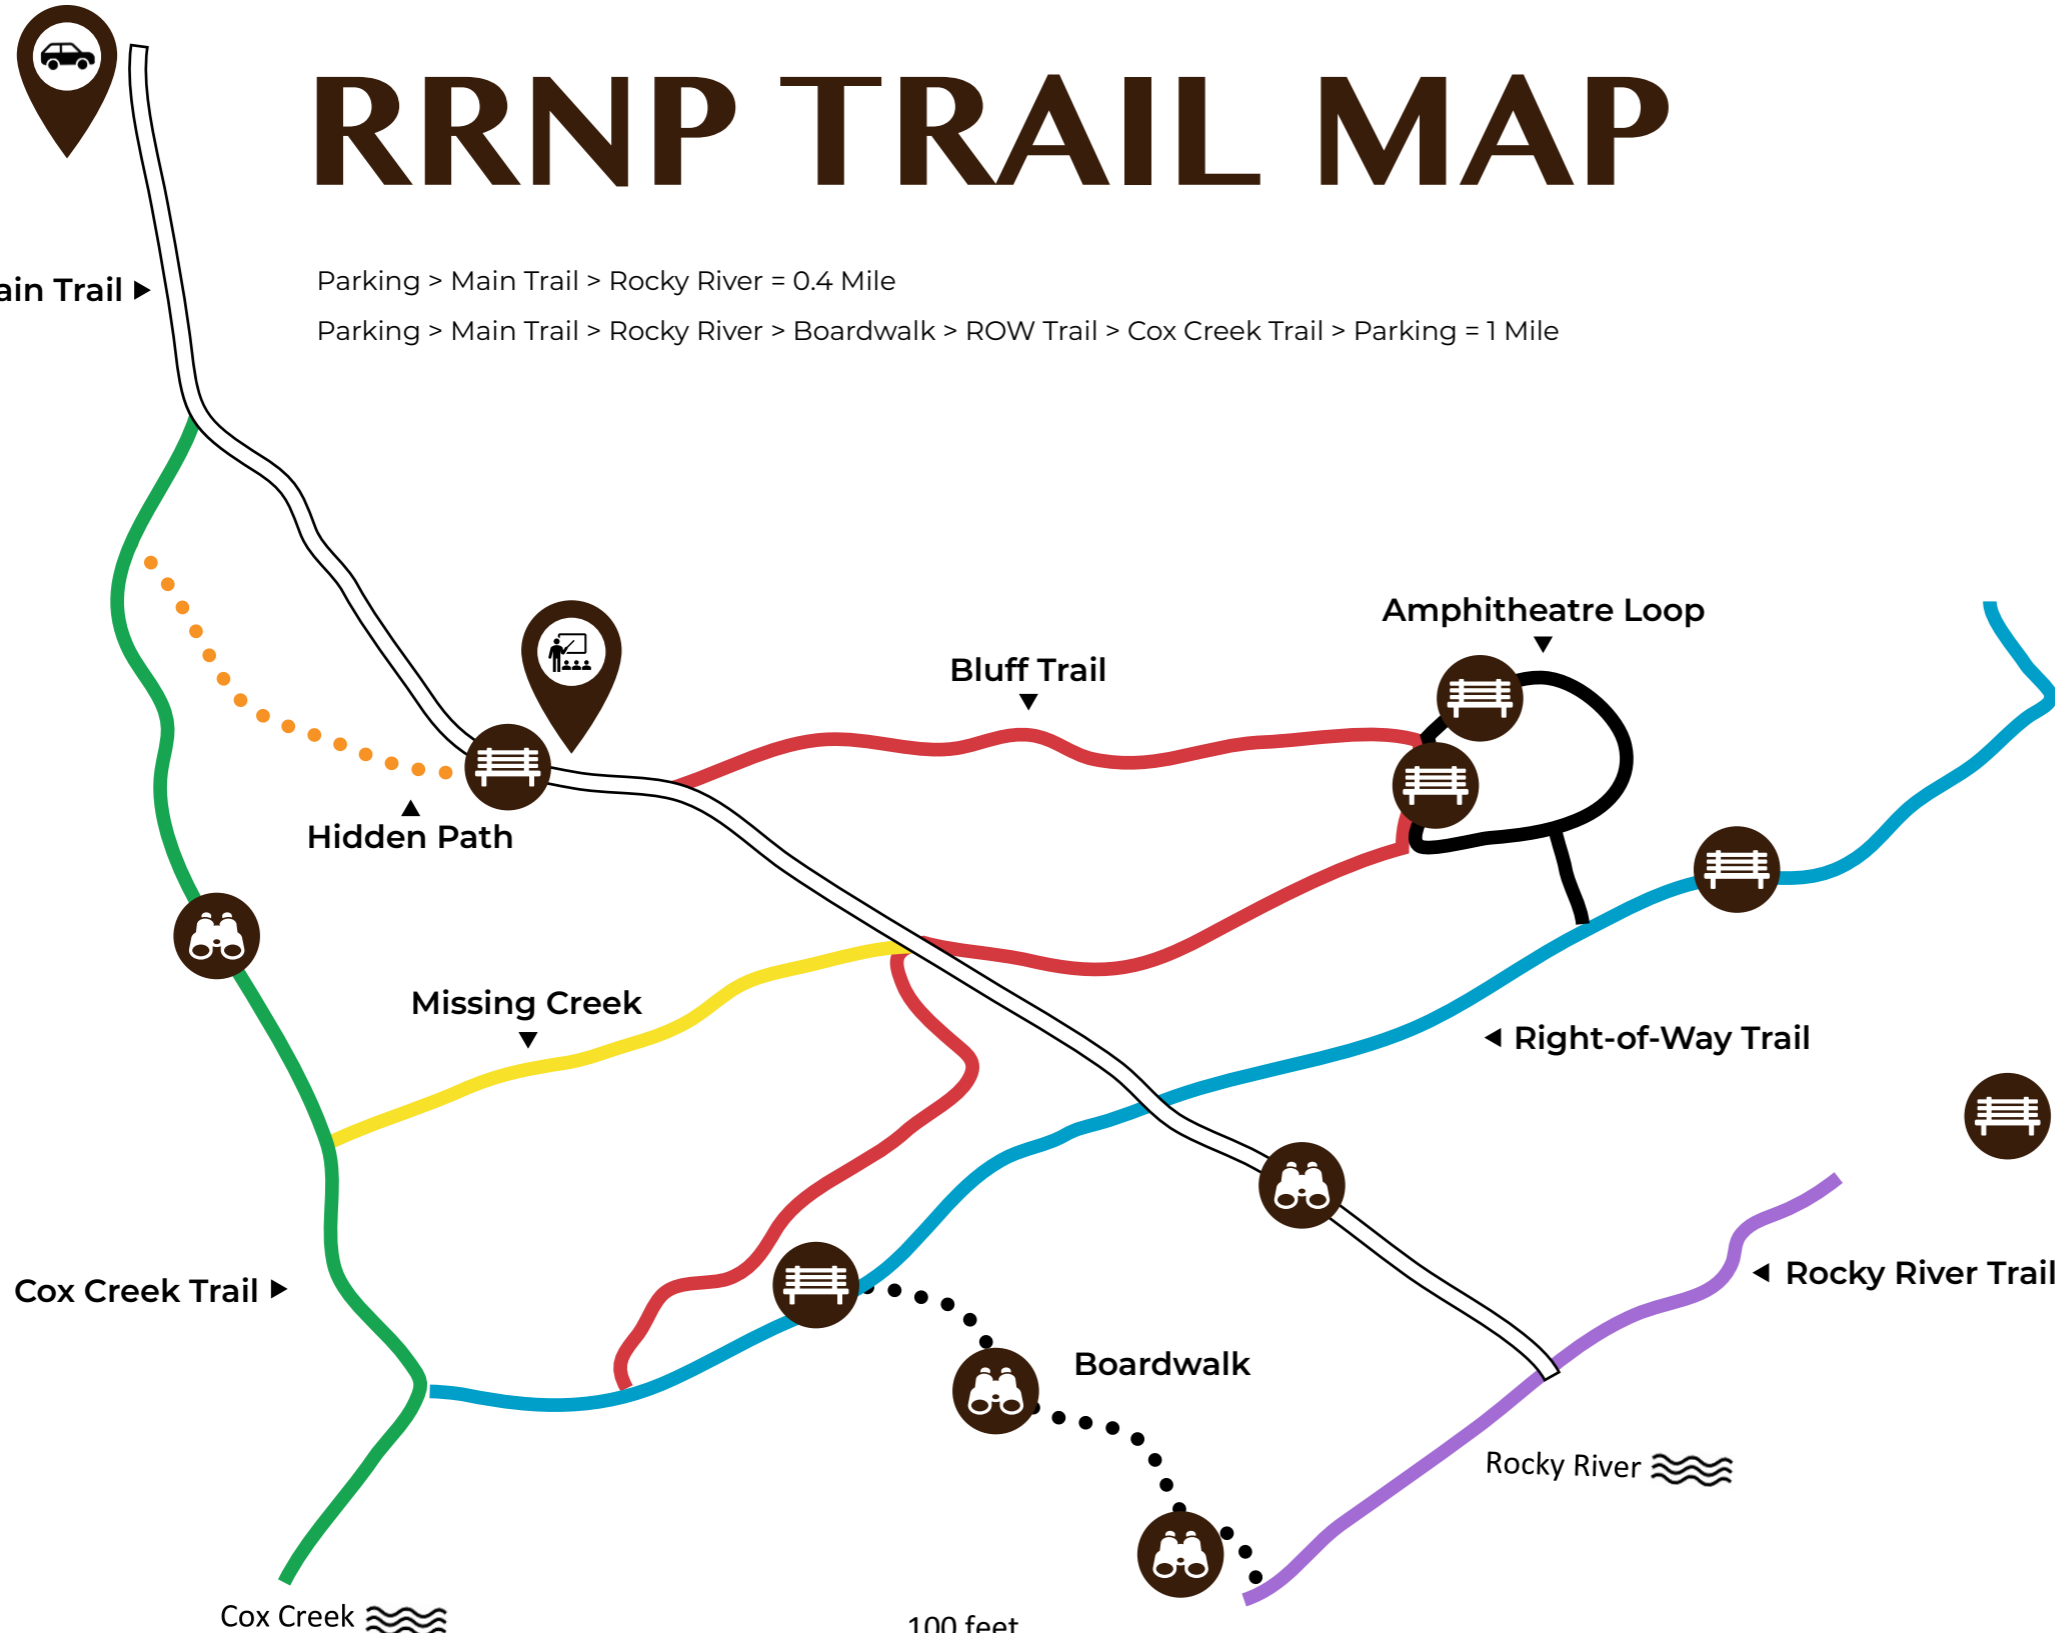 RRNP TRAIL MAP
Parking > Main Trail > Rocky River = 0.4 Mile
ain Trail
Parking > Main Trail > Rocky River > Boardwalk > ROW Trail > Cox Creek Trail > Parking = 1 Mile
Amphitheatre Loop
Bluff Trail
Hidden Path
Missing Creek
Right-of-Way Trail
Rocky River Trail
Cox Creek Trail
Boardwalk
Rocky River
Cox Creek
100 feet